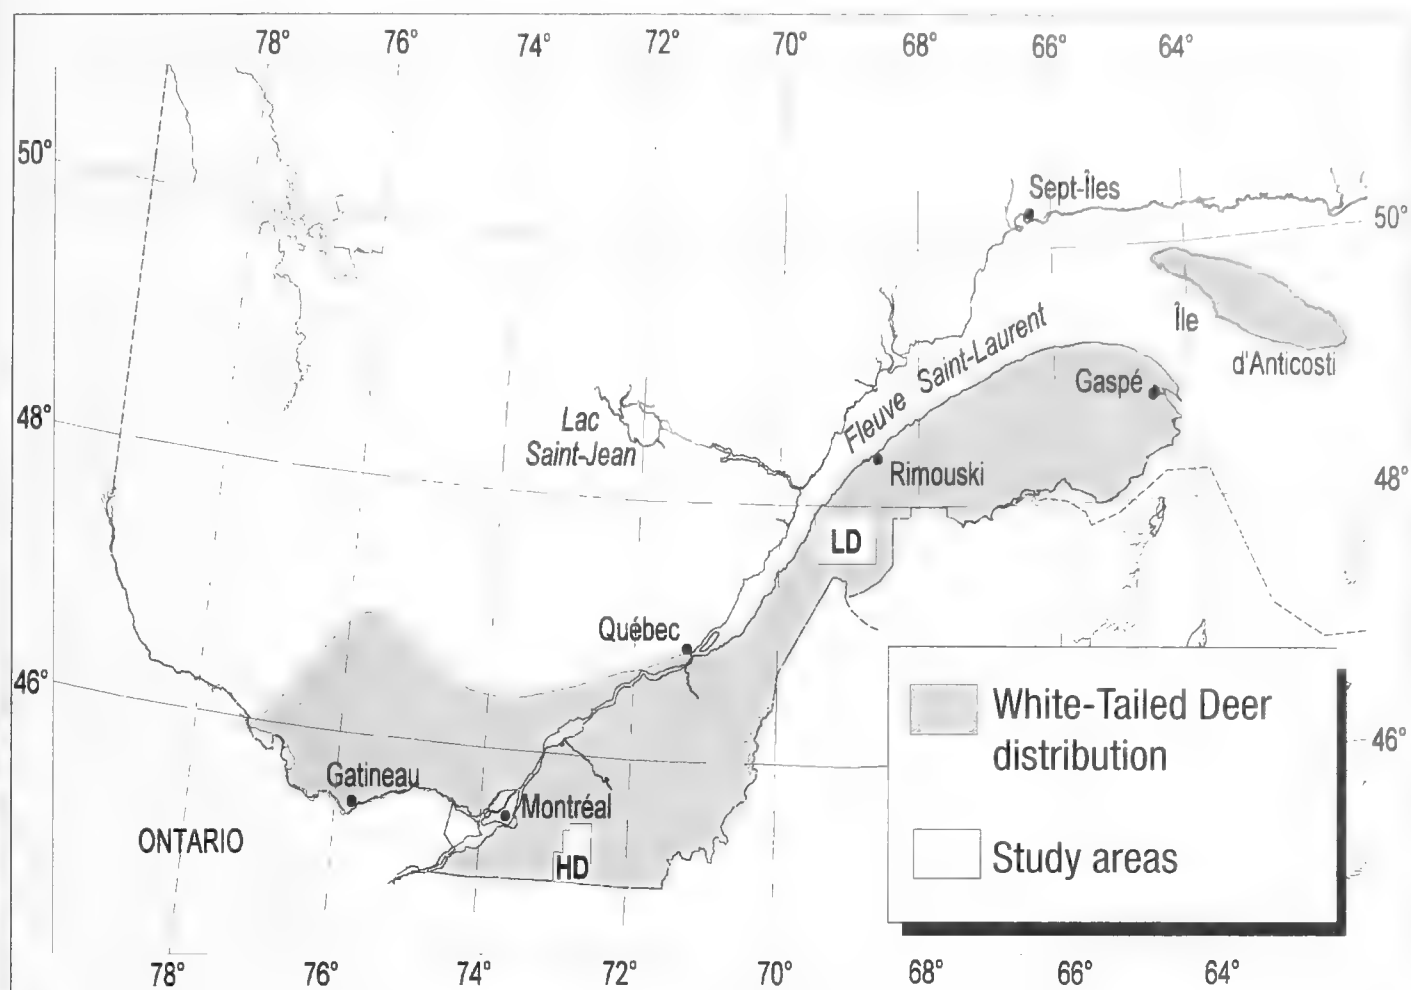 78° 76° 74° 72° 70° 68° 66° 64°
50°
Sept-Îles
50°
Île
d'Anticosti
Fleuve Saint-Laurent
Gaspé
48°
Lac
Saint-Jean
Rimouski
48°
LD
Québec
46°
46°
Gatineau
Montréal
ONTARIO
HD
White-Tailed Deer
distribution
Study areas
78° 76° 74° 72° 70° 68° 66° 64°